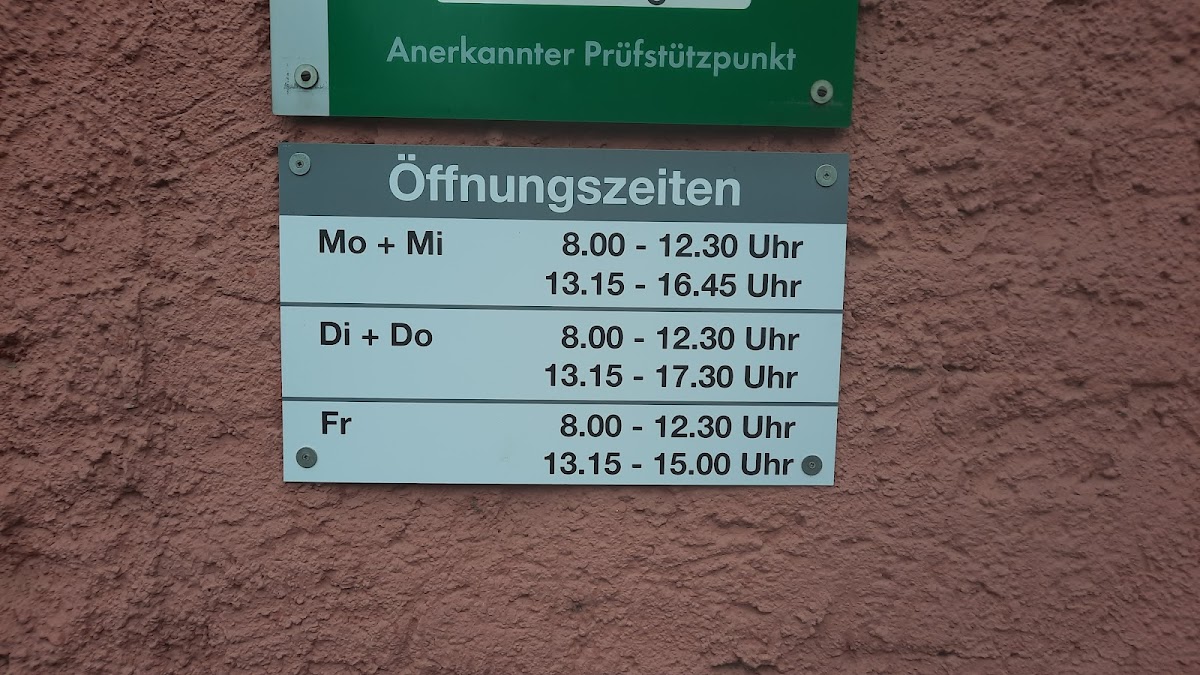 Anerkannter Prüfstützpunkt
Öffnungszeiten
Mo + Mi 8.00 - 12.30 Uhr
13.15 - 16.45 Uhr
Di + Do 8.00 - 12.30 Uhr
13.15 - 17.30 Uhr
Fr 8.00 - 12.30 Uhr
13.15 - 15.00 Uhr